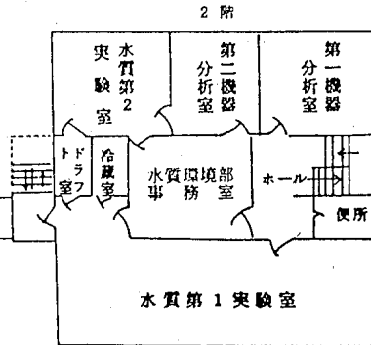 2階
水質第2
実験室
第二機器
分析室
第一機器
分析室
ドラフ
ト室
冷蔵室
水質環境部
事務室
ホール
便所
水質第1実験室